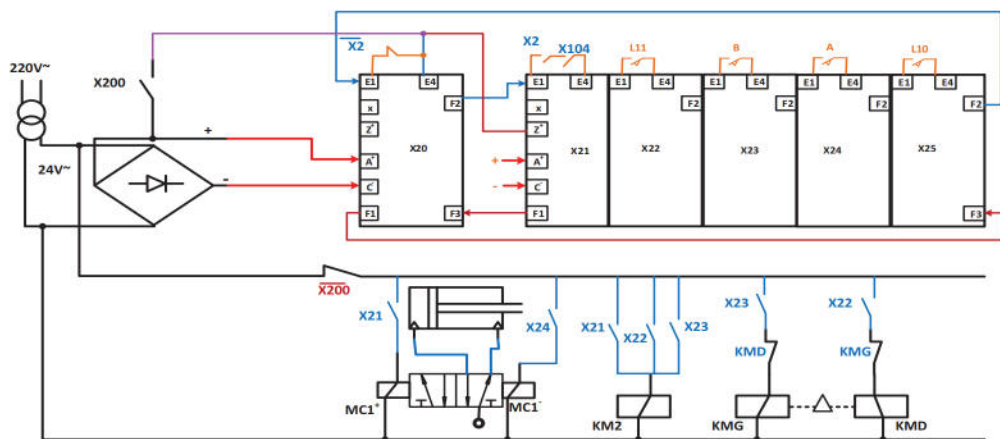 X2
X2
X104
L11
B
A
L10
220V~
X200
E1
E4
E1
E4
E1
E4
E1
E4
E1
E4
E1
E4
x
F2
x
F2
F2
F2
F2
Z+
Z+
+
24V~
A+
X20
+
A+
X21
X22
X23
X24
X25
-
C-
-
C-
F1
F3
F1
F3
X200
X21
X24
X21
X22
X23
X23
X22
KMD
KMG
MC1+
MC1-
KM2
KMG
KMD